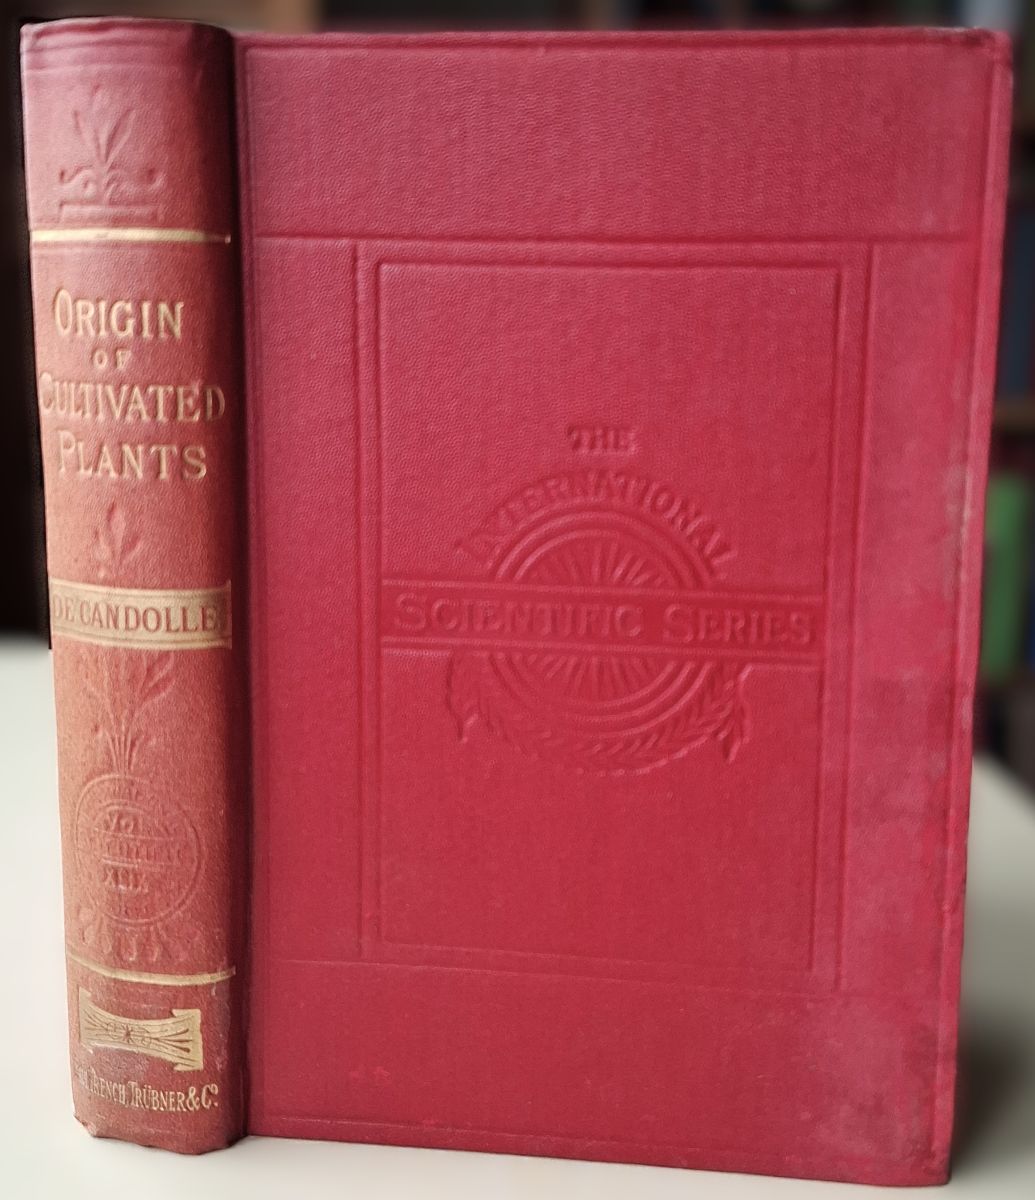 ORIGIN
OF
CULTIVATED
PLANTS
DE CANDOLLE
TRENCH, TRÜBNER & Cº
THE
INTERNATIONAL
SCIENTIFIC SERIES